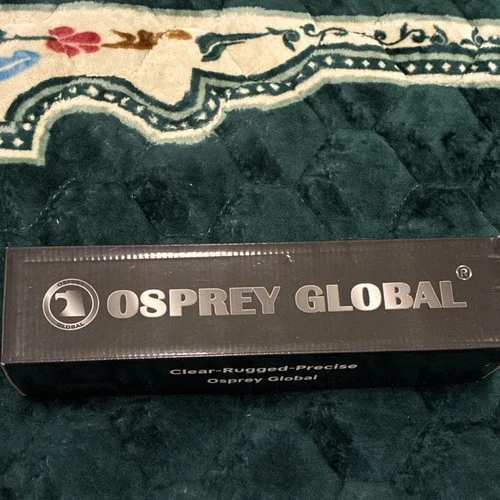 OSPREY GLOBAL®
Clear-Rugged-Precise
Osprey Global